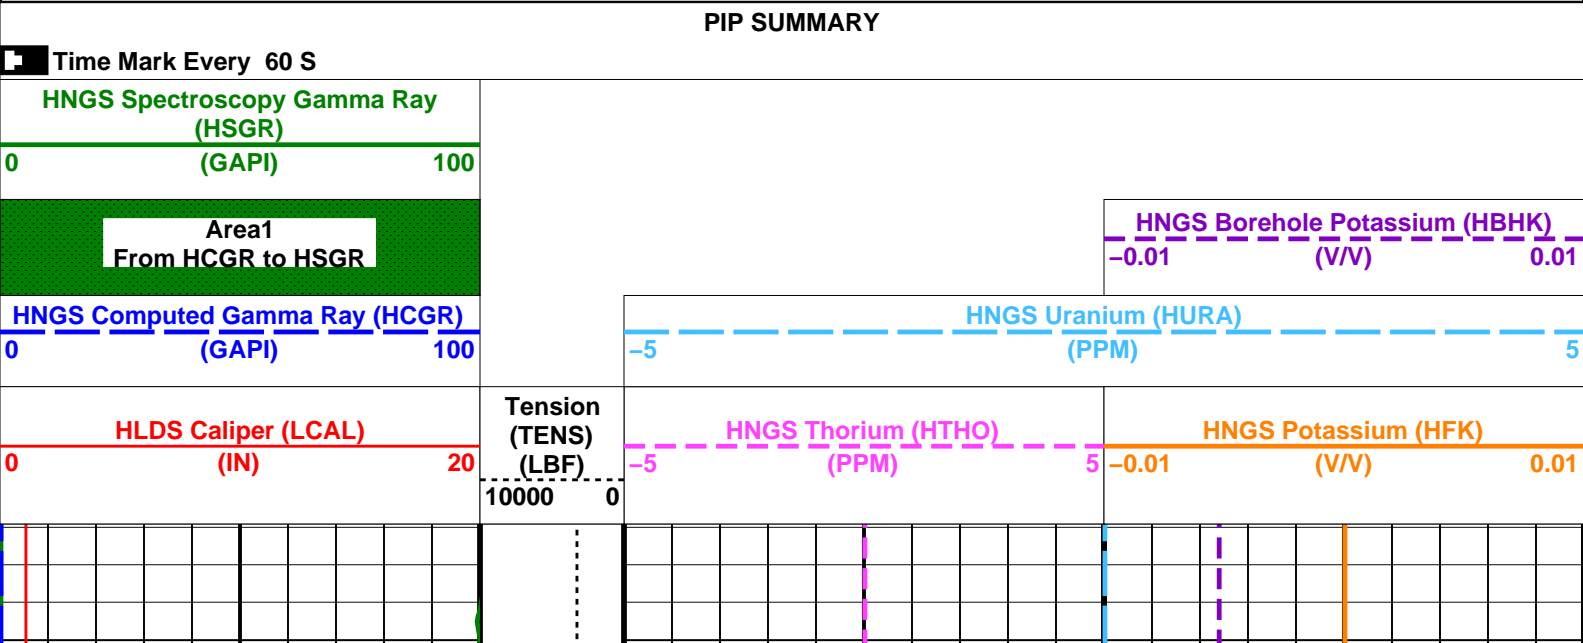 PIP SUMMARY
Time Mark Every 60 S
HNGS Spectroscopy Gamma Ray
(HSGR)
0 (GAPI) 100
Area1
From HCGR to HSGR
HNGS Borehole Potassium (HBHK)
−0.01 (V/V) 0.01
HNGS Computed Gamma Ray (HCGR)
0 (GAPI) 100
HNGS Uranium (HURA)
−5 (PPM) 5
HLDS Caliper (LCAL)
0 (IN) 20
Tension
(TENS)
(LBF)
10000 0
HNGS Thorium (HTHO)
−5 (PPM) 5
HNGS Potassium (HFK)
−0.01 (V/V) 0.01